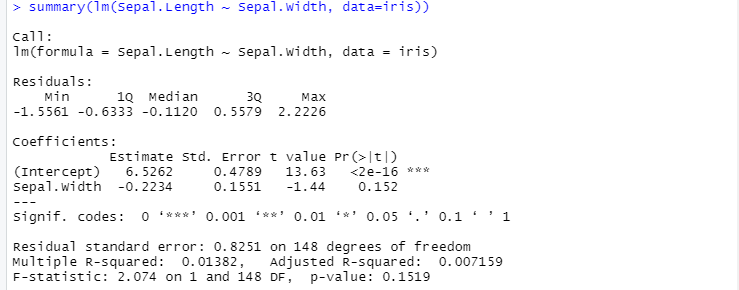 > summary(lm(Sepal.Length ~ Sepal.Width, data=iris))
Call:
lm(formula = Sepal.Length ~ Sepal.Width, data = iris)
Residuals:
    Min      1Q  Median      3Q     Max
-1.5561 -0.6333 -0.1120  0.5579  2.2226
Coefficients:
            Estimate Std. Error t value Pr(>|t|)
(Intercept)   6.5262     0.4789   13.63   <2e-16 ***
Sepal.Width  -0.2234     0.1551   -1.44    0.152
---
Signif. codes:  0 ‘***’ 0.001 ‘**’ 0.01 ‘*’ 0.05 ‘.’ 0.1 ‘ ’ 1
Residual standard error: 0.8251 on 148 degrees of freedom
Multiple R-squared:  0.01382,   Adjusted R-squared:  0.007159
F-statistic: 2.074 on 1 and 148 DF,  p-value: 0.1519